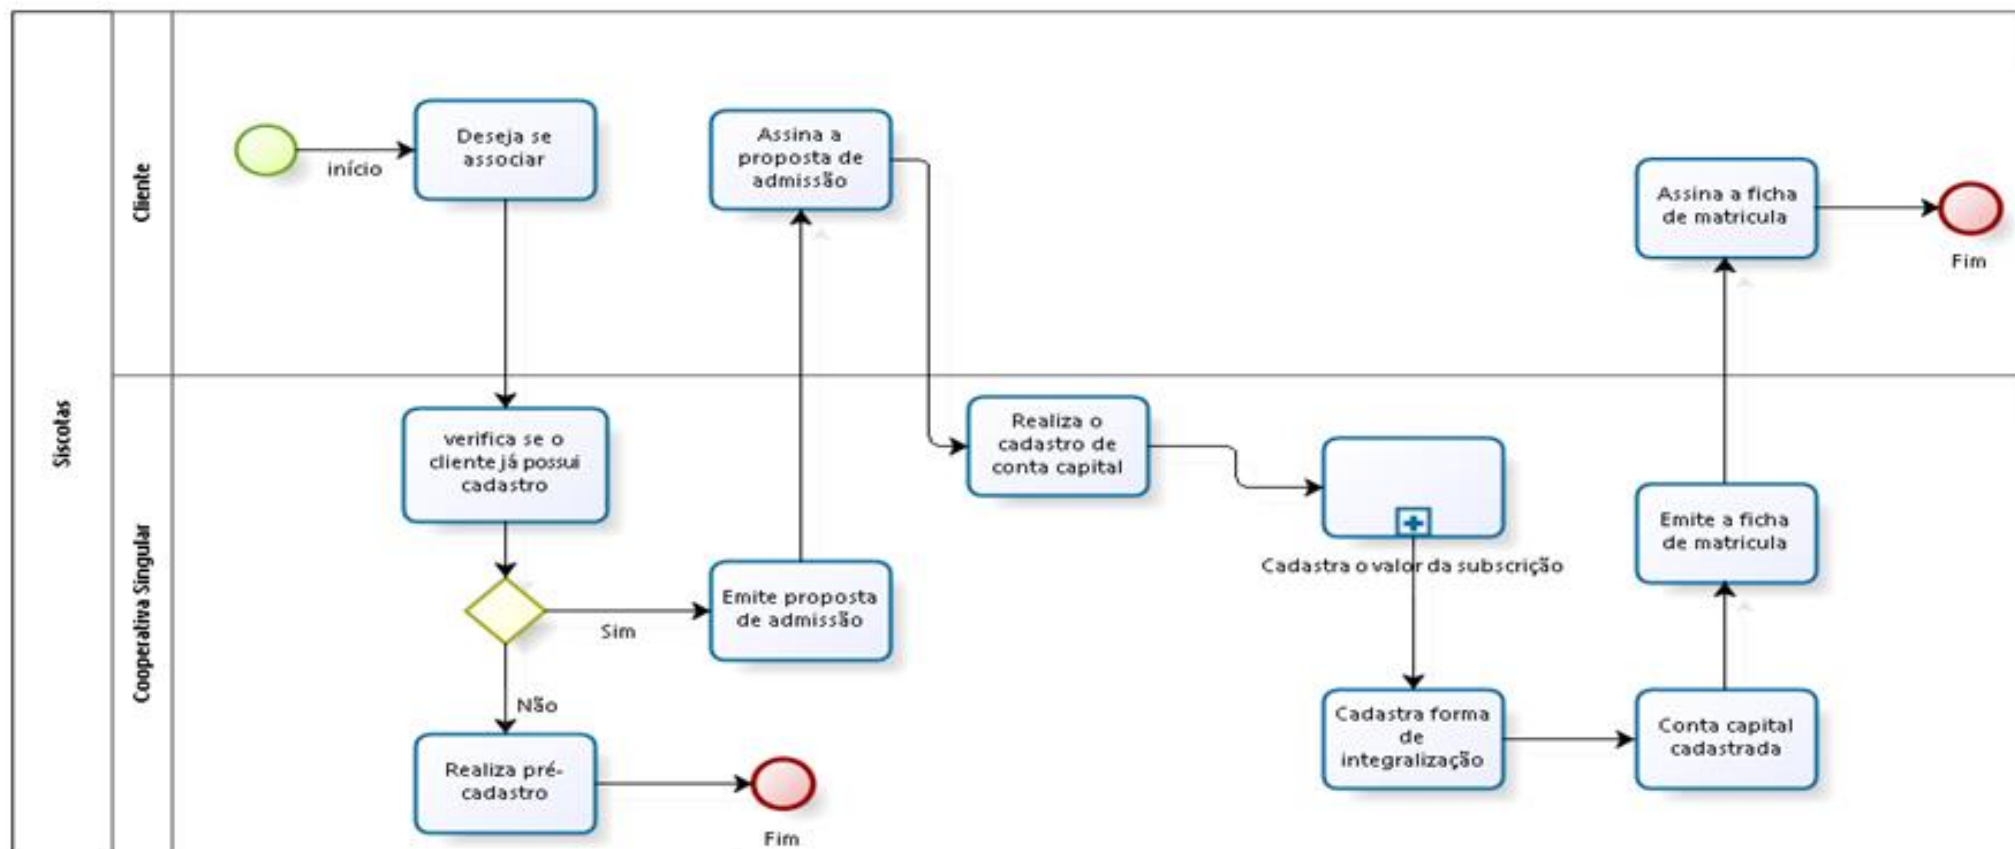 Siscolas
Cliente
Cooperativa Singular
início
Deseja se
associar
Assina a
proposta de
admissão
Assina a ficha
de matricula
Fim
verifica se o
cliente já possui
cadastro
Realiza o
cadastro de
conta capital
Cadastra o valor da subscrição
Emite a ficha
de matricula
Sim
Emite proposta
de admissão
Não
Realiza pré-
cadastro
Fim
Cadastra forma
de
integralização
Conta capital
cadastrada